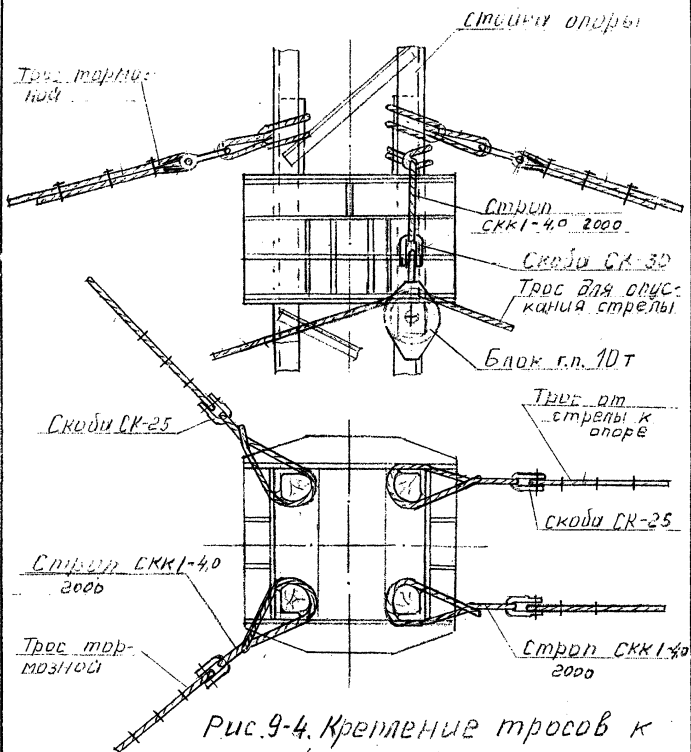 Стойки опоры
Трос тормоз-
ной
Строп
СКК1-4,0 2000
Скоба СК-30
Трос для опус-
кания стрелы
Блок г.п. 10т
Скоба СК-25
Трос от
стрелы к
опоре
скоба СК-25
Строп СКК1-4,0
2000
Трос тор-
мозной
Строп СКК1-4,0
2000
Рис. 9-4. Крепление тросов к